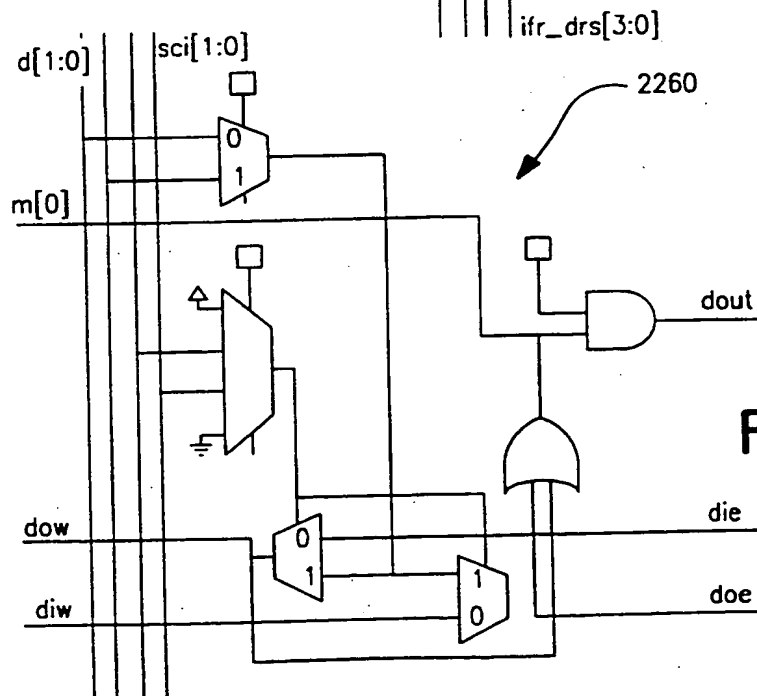 ifr_drs[3:0]
d[1:0]
sci[1:0]
2260
0
1
m[0]
dout
F
dow
0
die
1
1
diw
0
doe